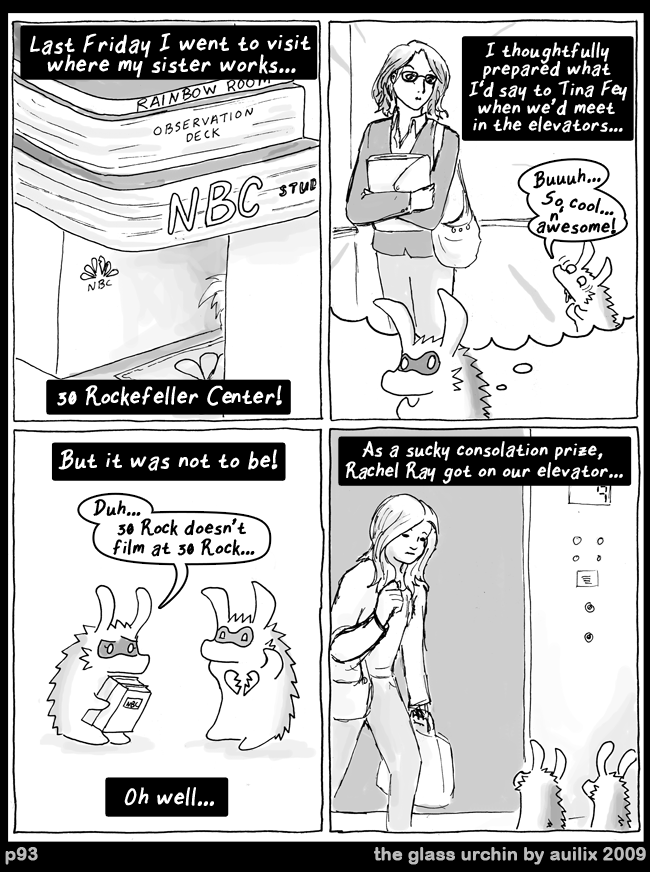 Last Friday I went to visit
where my sister works...
RAINBOW ROOM
OBSERVATION
DECK
NBC STUD
NBC
30 Rockefeller Center!
I thoughtfully
prepared what
I'd say to Tina Fey
when we'd meet
in the elevators...
Buuuh...
So cool...
n'
awesome!
But it was not to be!
Duh...
30 Rock doesn't
film at 30 Rock...
NBC
Oh well...
As a sucky consolation prize,
Rachel Ray got on our elevator...
p93
the glass urchin by auilix 2009